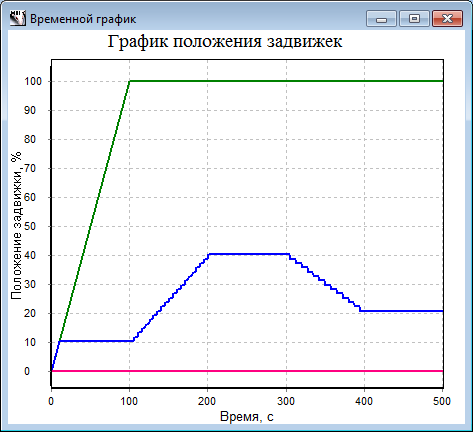 Временной график
График положения задвижек
Положение задвижки, %
100
90
80
70
60
50
40
30
20
10
0
0 100 200 300 400 500
Время, с